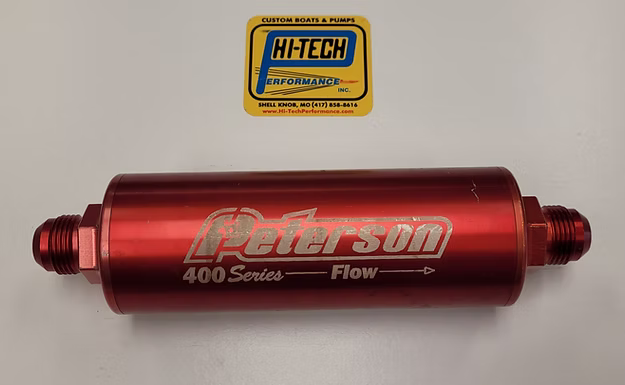 CUSTOM BOATS & PUMPS
HI-TECH
PERFORMANCE
INC.
SHELL KNOB, MO (417) 858-8616
www.Hi-TechPerformance.com
Peterson
400 Series Flow